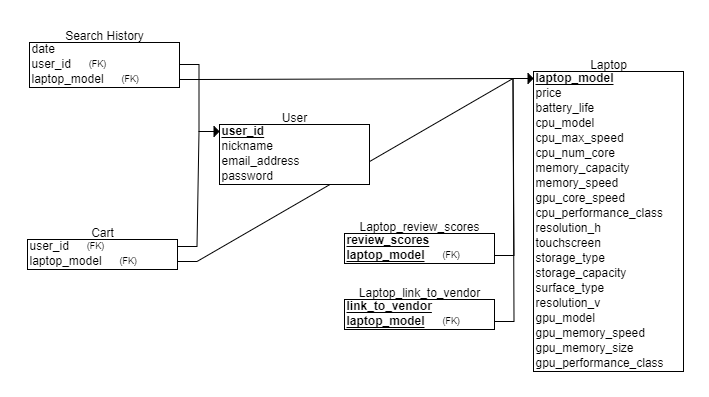 Search History
date
user_id (FK)
laptop_model (FK)
User
user_id
nickname
email_address
password
Cart
user_id (FK)
laptop_model (FK)
Laptop_review_scores
review_scores
laptop_model (FK)
Laptop_link_to_vendor
link_to_vendor
laptop_model (FK)
Laptop
laptop_model
price
battery_life
cpu_model
cpu_max_speed
cpu_num_core
memory_capacity
memory_speed
gpu_core_speed
cpu_performance_class
resolution_h
touchscreen
storage_type
storage_capacity
surface_type
resolution_v
gpu_model
gpu_memory_speed
gpu_memory_size
gpu_performance_class